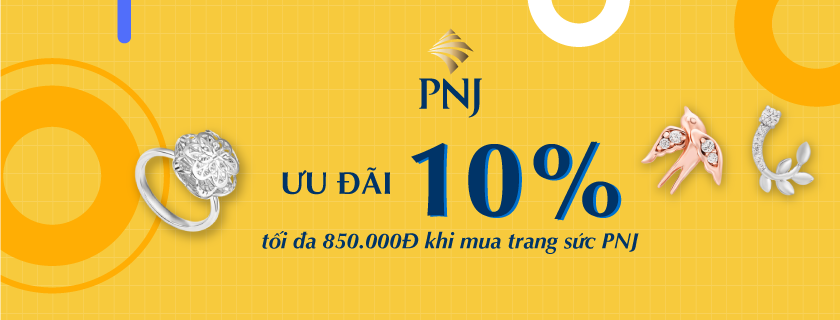 PNJ
ƯU ĐÃI 10%
tối đa 850.000Đ khi mua trang sức PNJ